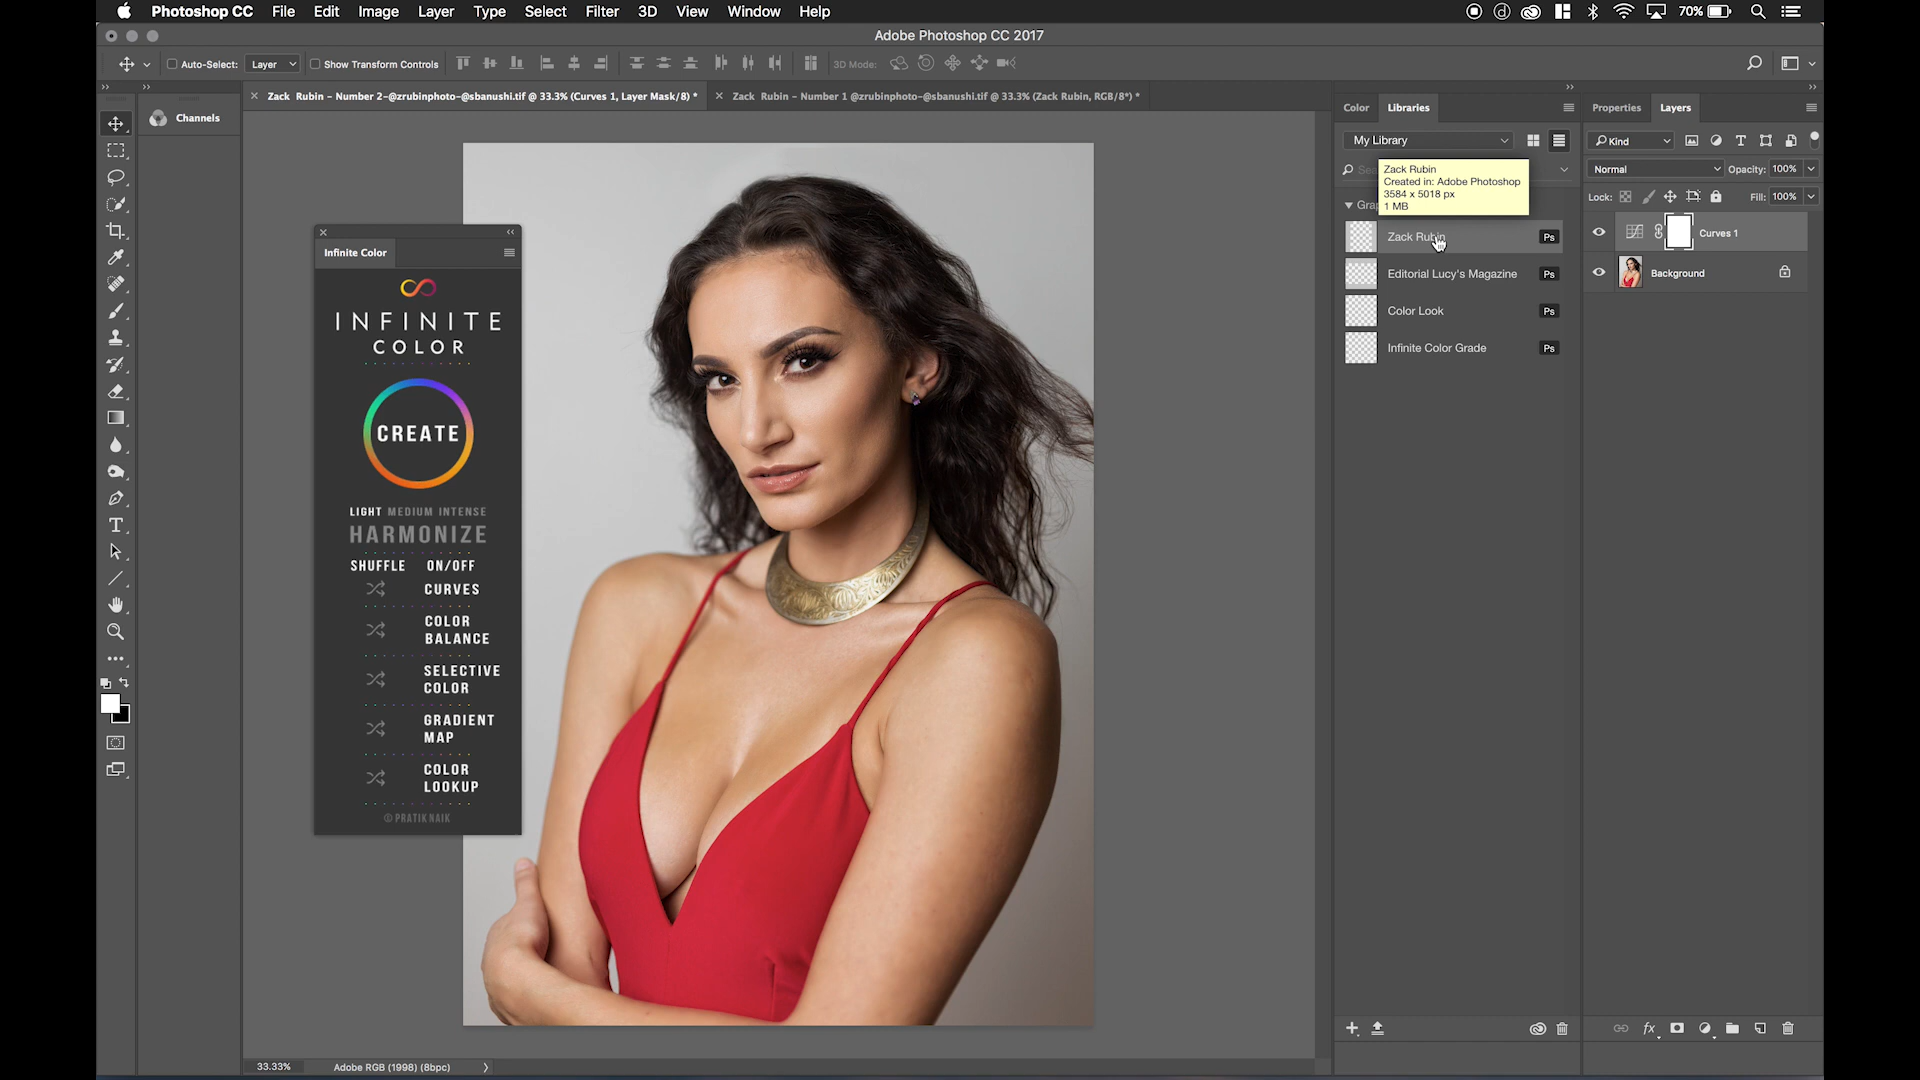 Photoshop CC File Edit Image Layer Type Select Filter 3D View Window Help
70%
Adobe Photoshop CC 2017
Auto-Select: Layer Show Transform Controls 3D Mode:
Zack Rubin - Number 2-@zrubinphoto-@sbanushi.tif @ 33.3% (Curves 1, Layer Mask/8) *
Zack Rubin - Number 1 @zrubinphoto-@sbanushi.tif @ 33.3% (Zack Rubin, RGB/8*) *
Channels
Infinite Color
INFINITE
COLOR
CREATE
LIGHT MEDIUM INTENSE
HARMONIZE
SHUFFLE ON/OFF
CURVES
COLOR
BALANCE
SELECTIVE
COLOR
GRADIENT
MAP
COLOR
LOOKUP
© PRATIK NAIK
33.33% Adobe RGB (1998) (8bpc)
Color Libraries
My Library
Zack Rubin
Created in: Adobe Photoshop
3584 x 5018 px
1 MB
Zack Rubin Ps
Editorial Lucy's Magazine Ps
Color Look Ps
Infinite Color Grade Ps
Properties Layers
Kind
Normal Opacity: 100%
Lock: Fill: 100%
Curves 1
Background
fx